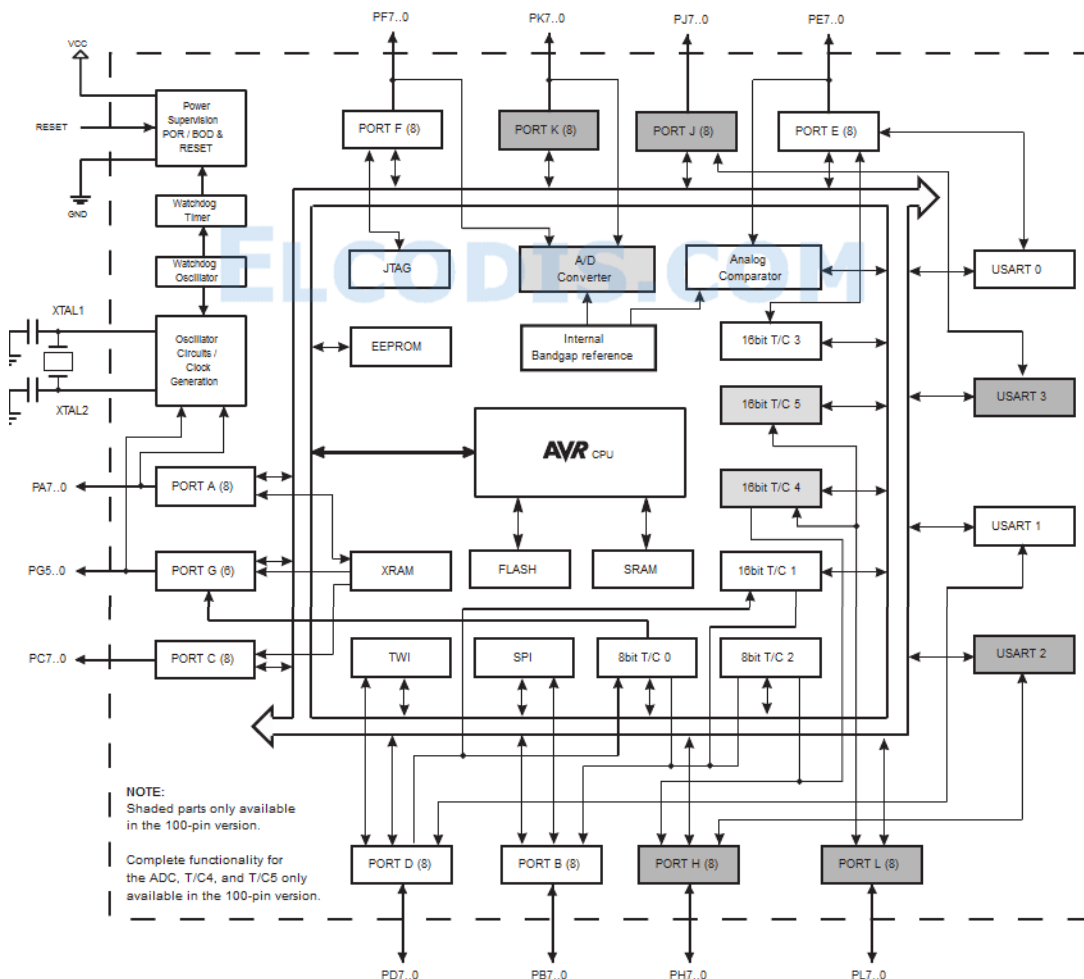 PF7..0
PK7..0
PJ7..0
PE7..0
VCC
RESET
GND
Power
Supervision
POR / BOD &
RESET
Watchdog
Timer
Watchdog
Oscillator
XTAL1
XTAL2
Oscillator
Circuits /
Clock
Generation
PORT F (8)
PORT K (8)
PORT J (8)
PORT E (8)
ELCODIS.COM
JTAG
A/D
Converter
Analog
Comparator
USART 0
EEPROM
Internal
Bandgap reference
16bit T/C 3
16bit T/C 5
USART 3
AVR CPU
16bit T/C 4
PA7..0
PORT A (8)
USART 1
PG5..0
PORT G (6)
XRAM
FLASH
SRAM
16bit T/C 1
PC7..0
PORT C (8)
TWI
SPI
8bit T/C 0
8bit T/C 2
USART 2
NOTE:
Shaded parts only available
in the 100-pin version.
Complete functionality for
the ADC, T/C4, and T/C5 only
available in the 100-pin version.
PORT D (8)
PORT B (8)
PORT H (8)
PORT L (8)
PD7..0
PB7..0
PH7..0
PL7..0